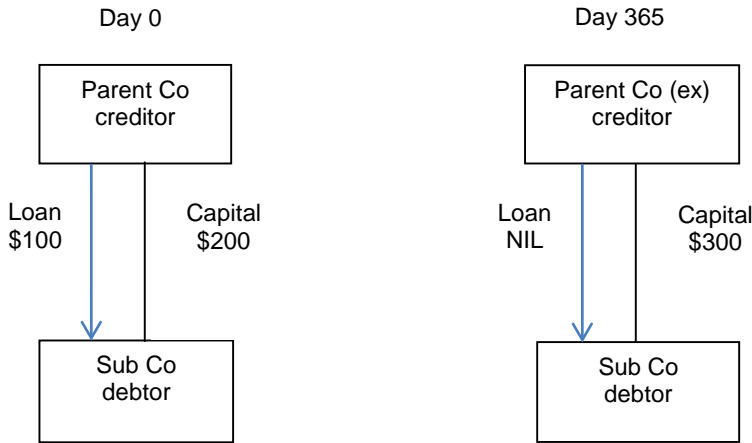 Day 0
Parent Co
creditor
Loan
$100
Capital
$200
Sub Co
debtor
Day 365
Parent Co (ex)
creditor
Loan
NIL
Capital
$300
Sub Co
debtor